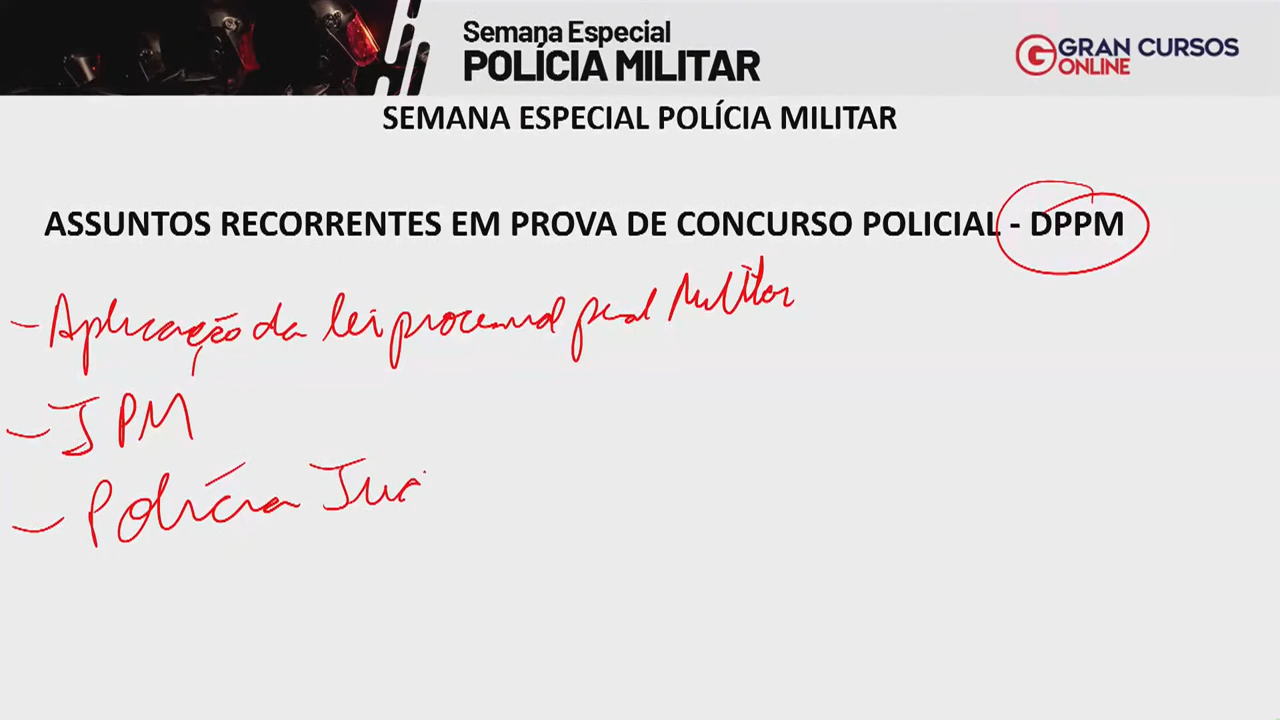 Semana Especial
POLÍCIA MILITAR
GRAN CURSOS
ONLINE
SEMANA ESPECIAL POLÍCIA MILITAR
ASSUNTOS RECORRENTES EM PROVA DE CONCURSO POLICIAL - DPPM
- Aplicação da lei processual penal Militar
- IPM
- Polícia Jud